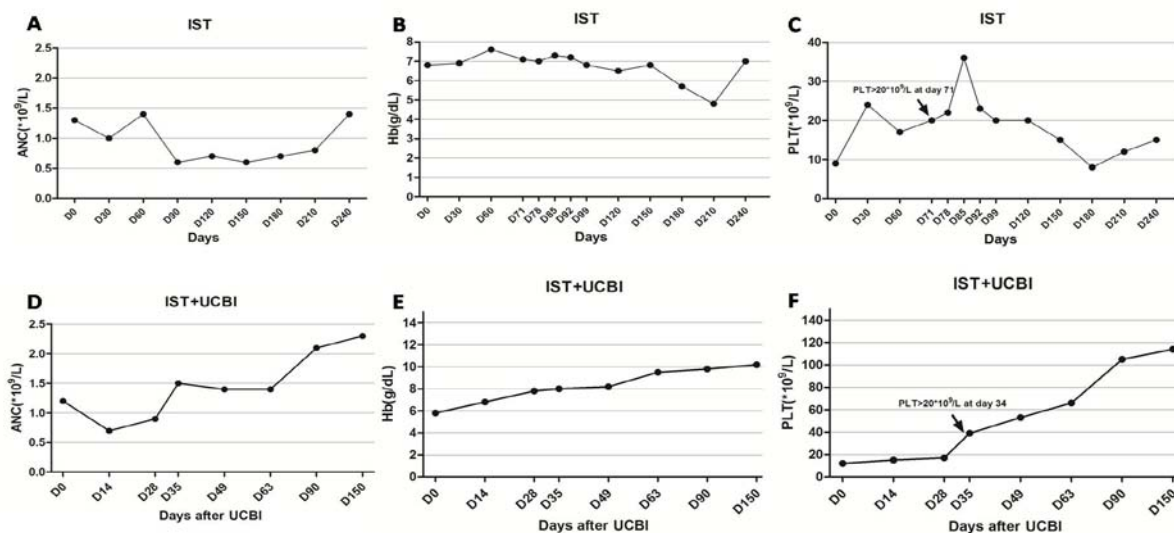 A
IST
ANC(*10⁹/L)
2.5
2.0
1.5
1.0
0.5
0.0
D0
D30
D60
D90
D120
D150
D180
D210
D240
Days
B
IST
Hb(g/dL)
8
7
6
5
4
3
2
1
0
D0
D30
D60
D71
D78
D85
D92
D99
D120
D150
D180
D210
D240
Days
C
IST
PLT(*10⁹/L)
40
30
20
10
0
PLT>20*10⁹/L at day 71
D0
D30
D60
D71
D78
D85
D92
D99
D120
D150
D180
D210
D240
Days
D
IST+UCBI
ANC(*10⁹/L)
2.5
2.0
1.5
1.0
0.5
0.0
D0
D14
D28
D35
D49
D63
D90
D150
Days after UCBI
E
IST+UCBI
Hb(g/dL)
14
12
10
8
6
4
2
0
D0
D14
D28
D35
D49
D63
D90
D150
Days after UCBI
F
IST+UCBI
PLT(*10⁹/L)
140
120
100
80
60
40
20
0
PLT>20*10⁹/L at day 34
D0
D14
D28
D35
D49
D63
D90
D150
Days after UCBI